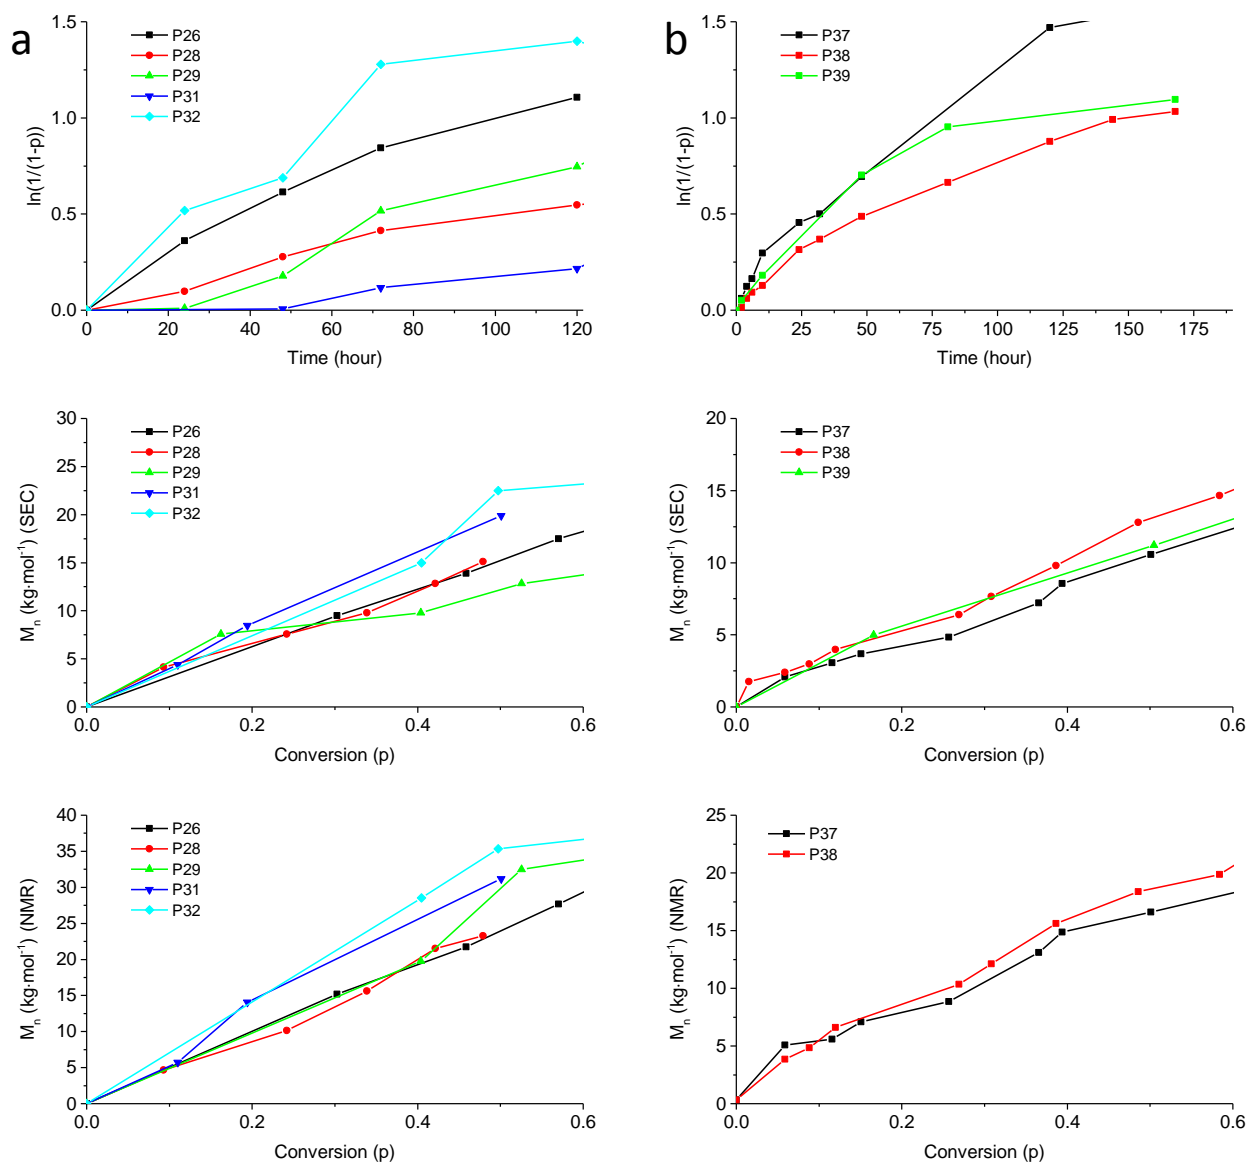 a
P26
P28
P29
P31
P32
1.5
1.0
0.5
0.0
ln(1/(1-p))
0 20 40 60 80 100 120
Time (hour)
b
P37
P38
P39
1.5
1.0
0.5
0.0
ln(1/(1-p))
0 25 50 75 100 125 150 175
Time (hour)
P26
P28
P29
P31
P32
30
25
20
15
10
5
0
Mₙ (kg·mol⁻¹) (SEC)
0.0 0.2 0.4 0.6
Conversion (p)
P37
P38
P39
20
15
10
5
0
Mₙ (kg·mol⁻¹) (SEC)
0.0 0.2 0.4 0.6
Conversion (p)
P26
P28
P29
P31
P32
40
35
30
25
20
15
10
5
0
Mₙ (kg·mol⁻¹) (NMR)
0.0 0.2 0.4 0.6
Conversion (p)
P37
P38
25
20
15
10
5
0
Mₙ (kg·mol⁻¹) (NMR)
0.0 0.2 0.4 0.6
Conversion (p)